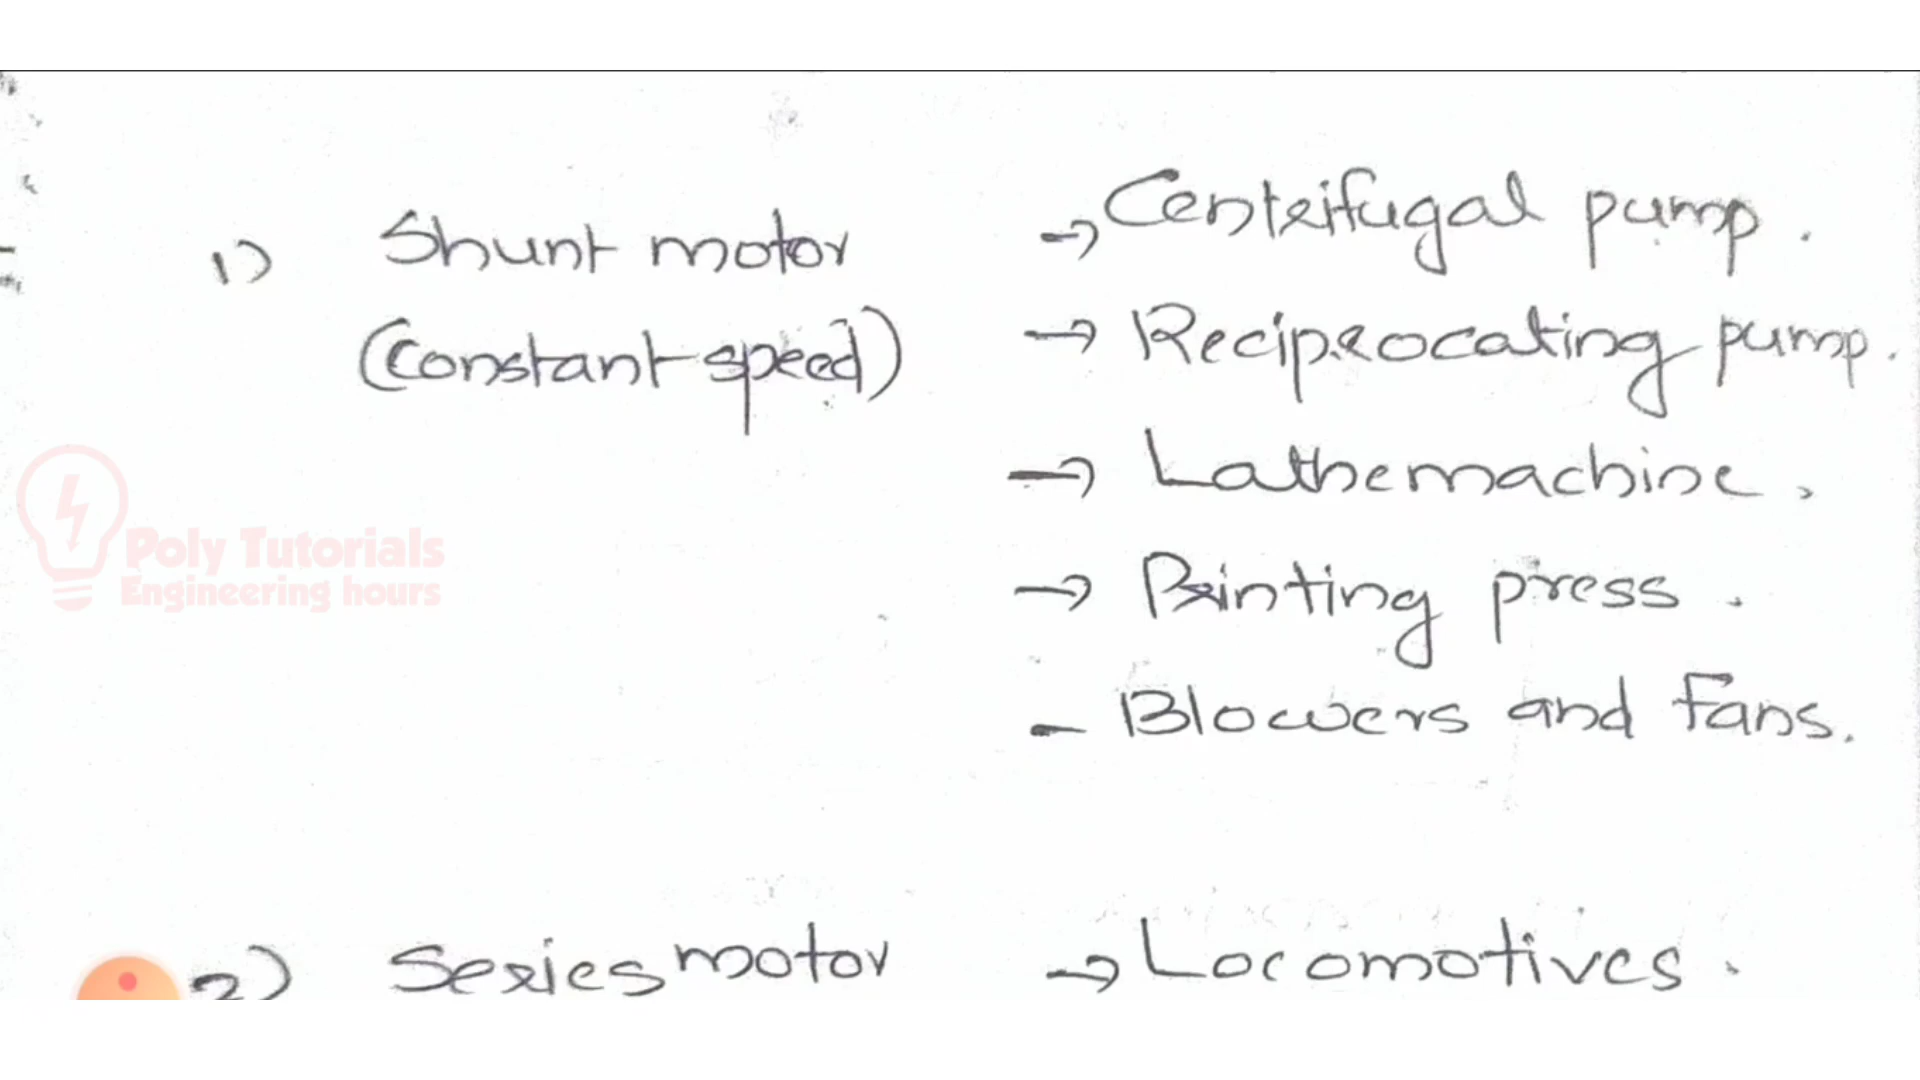 1) Shunt motor → Centrifugal pump.
(constant speed) → Reciprocating pump.
→ Lathemachine.
→ Printing press.
- Blowers and fans.
Poly Tutorials
Engineering hours
2) Series motor → Locomotives.